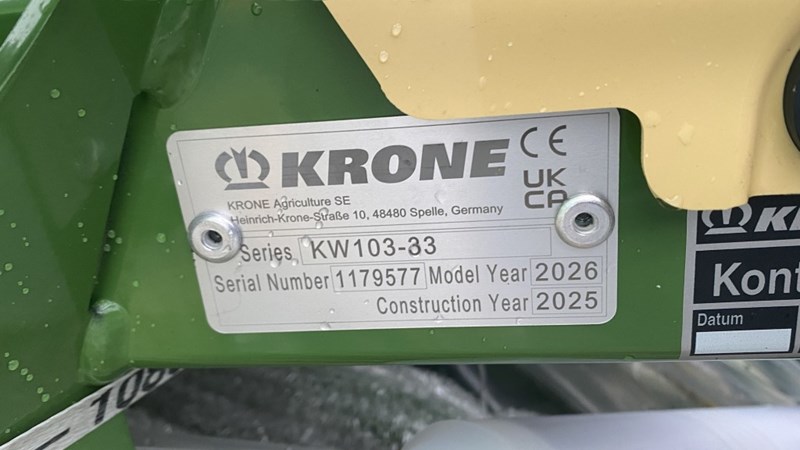 KRONE
CE
UK
CA
KRONE Agriculture SE
Heinrich-Krone-Straße 10, 48480 Spelle, Germany
Series KW103-33
Serial Number 1179577 Model Year 2026
Construction Year 2025
Kont
Datum